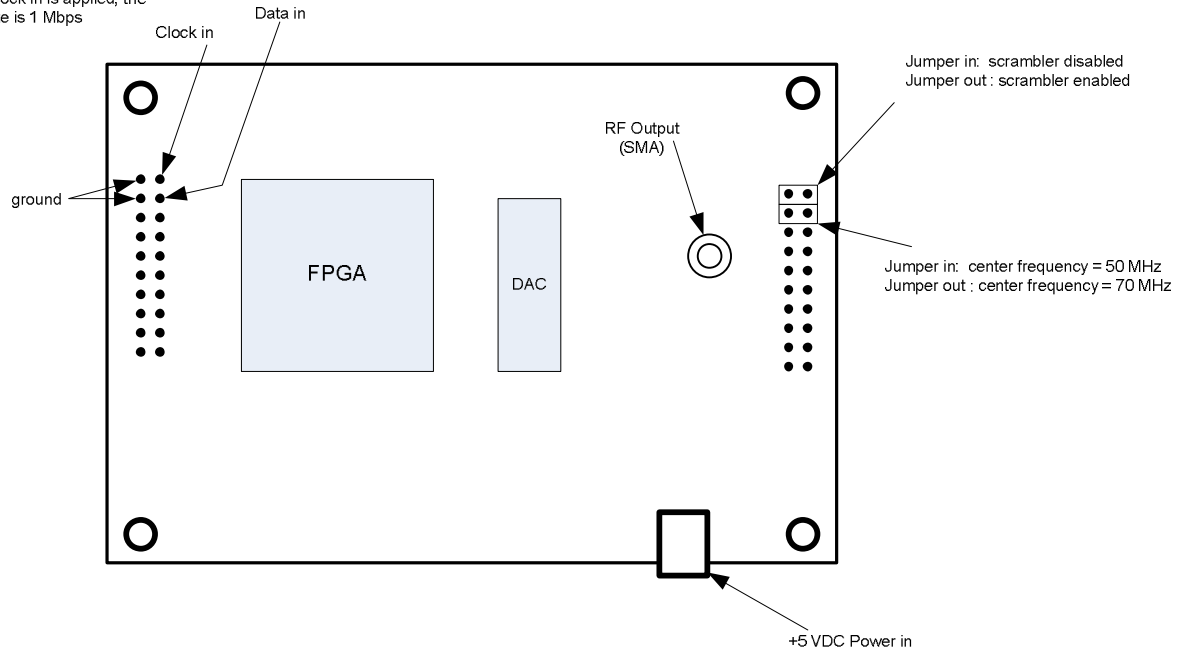 ock in is applied, the
e is 1 Mbps
Data in
Clock in
Jumper in: scrambler disabled
Jumper out : scrambler enabled
RF Output
(SMA)
ground
FPGA
DAC
Jumper in: center frequency = 50 MHz
Jumper out : center frequency = 70 MHz
+5 VDC Power in